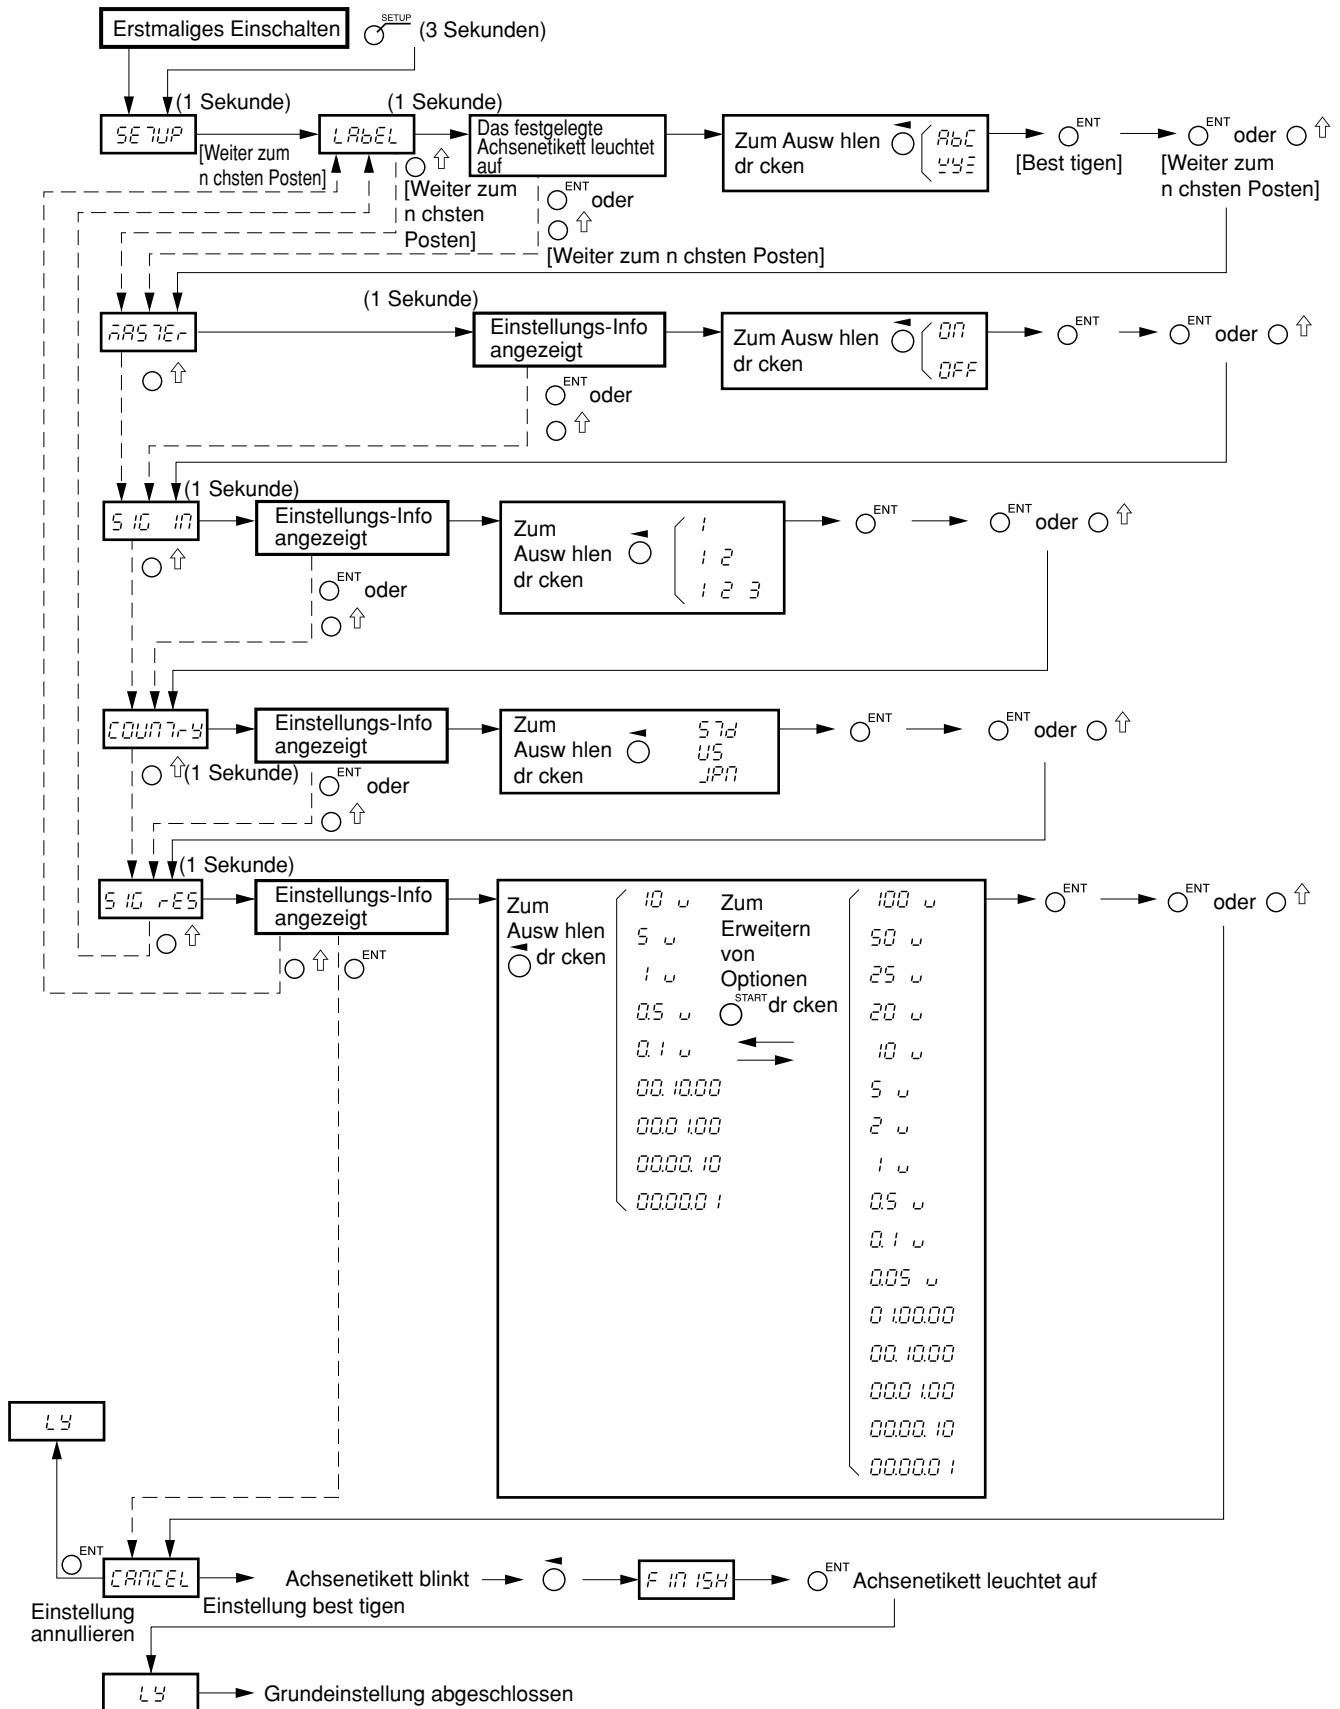 Erstmaliges Einschalten
SETUP
(3 Sekunden)
(1 Sekunde)
(1 Sekunde)
SETUP
LAbEL
Das festgelegte
Achsenetikett leuchtet
auf
Zum Ausw hlen
dr cken
AbC
XYZ
ENT
[Best tigen]
ENT oder
[Weiter zum
n chsten Posten]
[Weiter zum
n chsten Posten]
[Weiter zum
n chsten
Posten]
ENT oder
[Weiter zum n chsten Posten]
(1 Sekunde)
MASTEr
Einstellungs-Info
angezeigt
Zum Ausw hlen
dr cken
ON
OFF
ENT
ENT oder
ENT oder
(1 Sekunde)
SIG IN
Einstellungs-Info
angezeigt
Zum
Ausw hlen
dr cken
1
1 2
1 2 3
ENT
ENT oder
ENT oder
COUNTrY
Einstellungs-Info
angezeigt
Zum
Ausw hlen
dr cken
STd
US
JPN
ENT
ENT oder
(1 Sekunde)
ENT oder
(1 Sekunde)
SIG rES
Einstellungs-Info
angezeigt
ENT
Zum
Ausw hlen
dr cken
10 u
5 u
1 u
0.5 u
0.1 u
00.10.00
00.01.00
00.00.10
00.00.01
Zum
Erweitern
von
Optionen
START dr cken
100 u
50 u
25 u
20 u
10 u
5 u
2 u
1 u
0.5 u
0.1 u
0.05 u
01.00.00
00.10.00
00.01.00
00.00.10
00.00.01
ENT
ENT oder
LY
ENT
CANCEL
Achsenetikett blinkt
FINISH
ENT Achsenetikett leuchtet auf
Einstellung
annullieren
Einstellung best tigen
LY
Grundeinstellung abgeschlossen